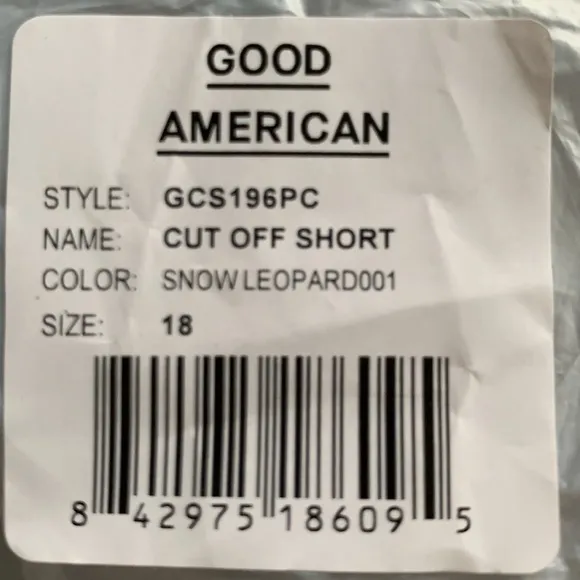 GOOD
AMERICAN
STYLE: GCS196PC
NAME: CUT OFF SHORT
COLOR: SNOW LEOPARD001
SIZE: 18
8 42975 18609 5